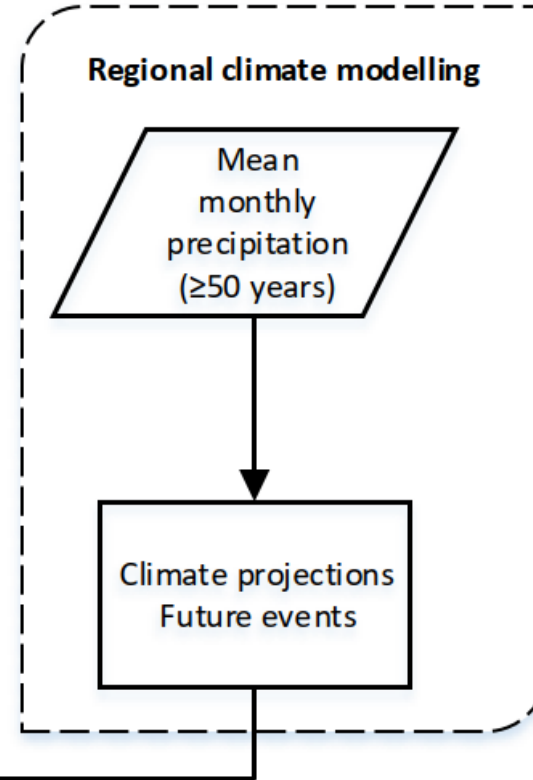 Regional climate modelling
Mean
monthly
precipitation
(≥50 years)
Climate projections
Future events